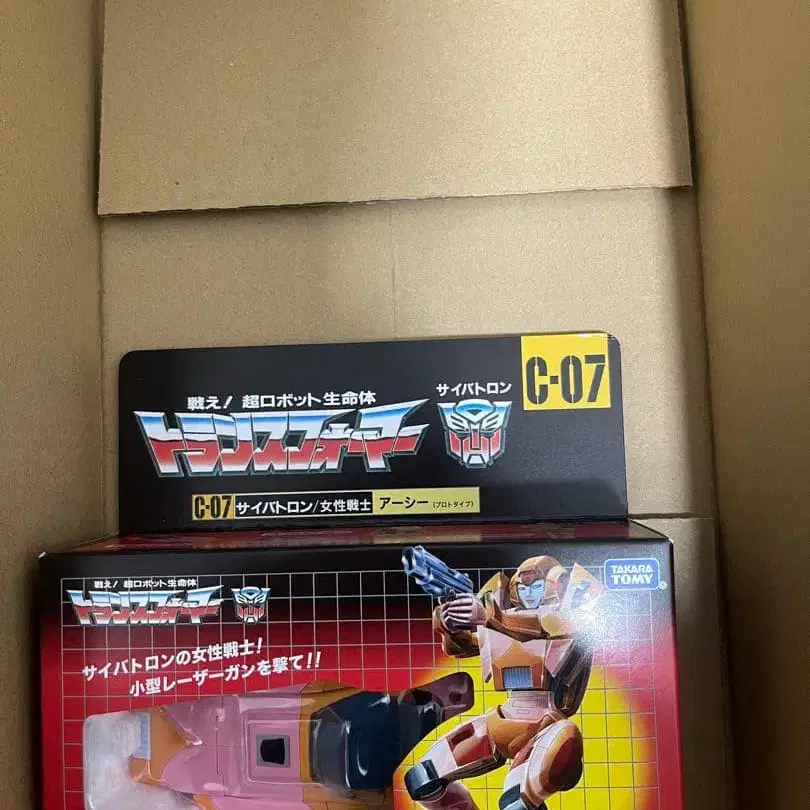 C-07
戦え! 超ロボット生命体
サイバトロン
トランスフォーマー
C-07 サイバトロン/女性戦士 アーシー (プロトタイプ)
戦え! 超ロボット生命体
トランスフォーマー
TAKARA
TOMY
サイバトロンの女性戦士!
小型レーザーガンを撃て!!